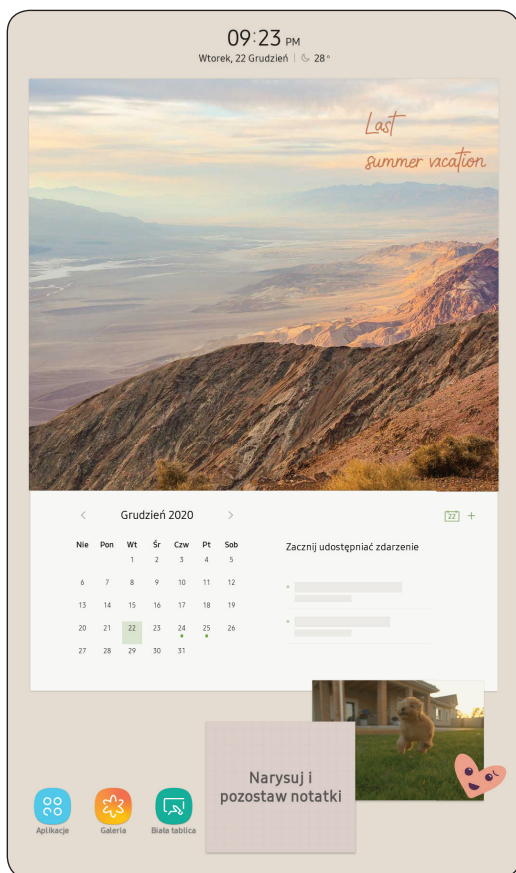 09:23 PM
Wtorek, 22 Grudzień | 28°
Last
summer vacation
< Grudzień 2020 >
22 +
Nie Pon Wt Śr Czw Pt Sob
1 2 3 4 5
6 7 8 9 10 11 12
13 14 15 16 17 18 19
20 21 22 23 24 25 26
27 28 29 30 31
Zacznij udostępniać zdarzenie
Narysuj i
pozostaw notatki
Aplikacje Galeria Biała tablica